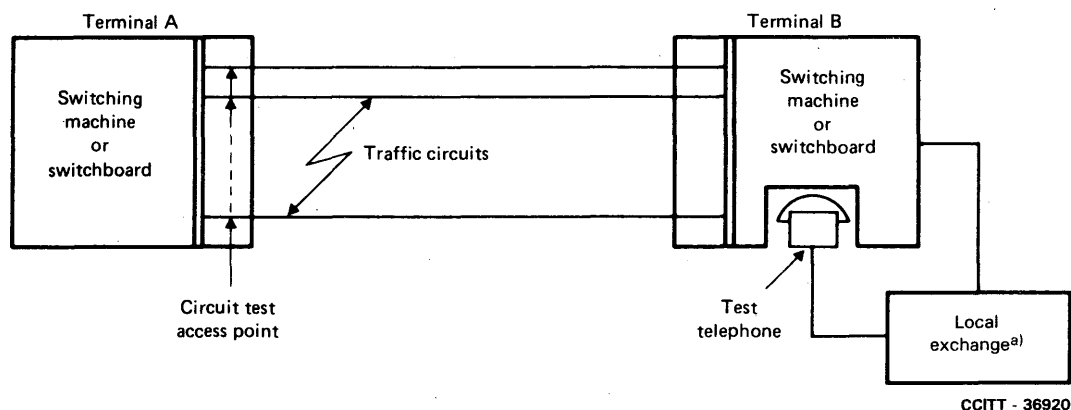 Terminal A
Terminal B
Switching
machine
or
switchboard
Switching
machine
or
switchboard
Traffic circuits
Circuit test
access point
Test
telephone
Local
exchange a)
CCITT - 36920